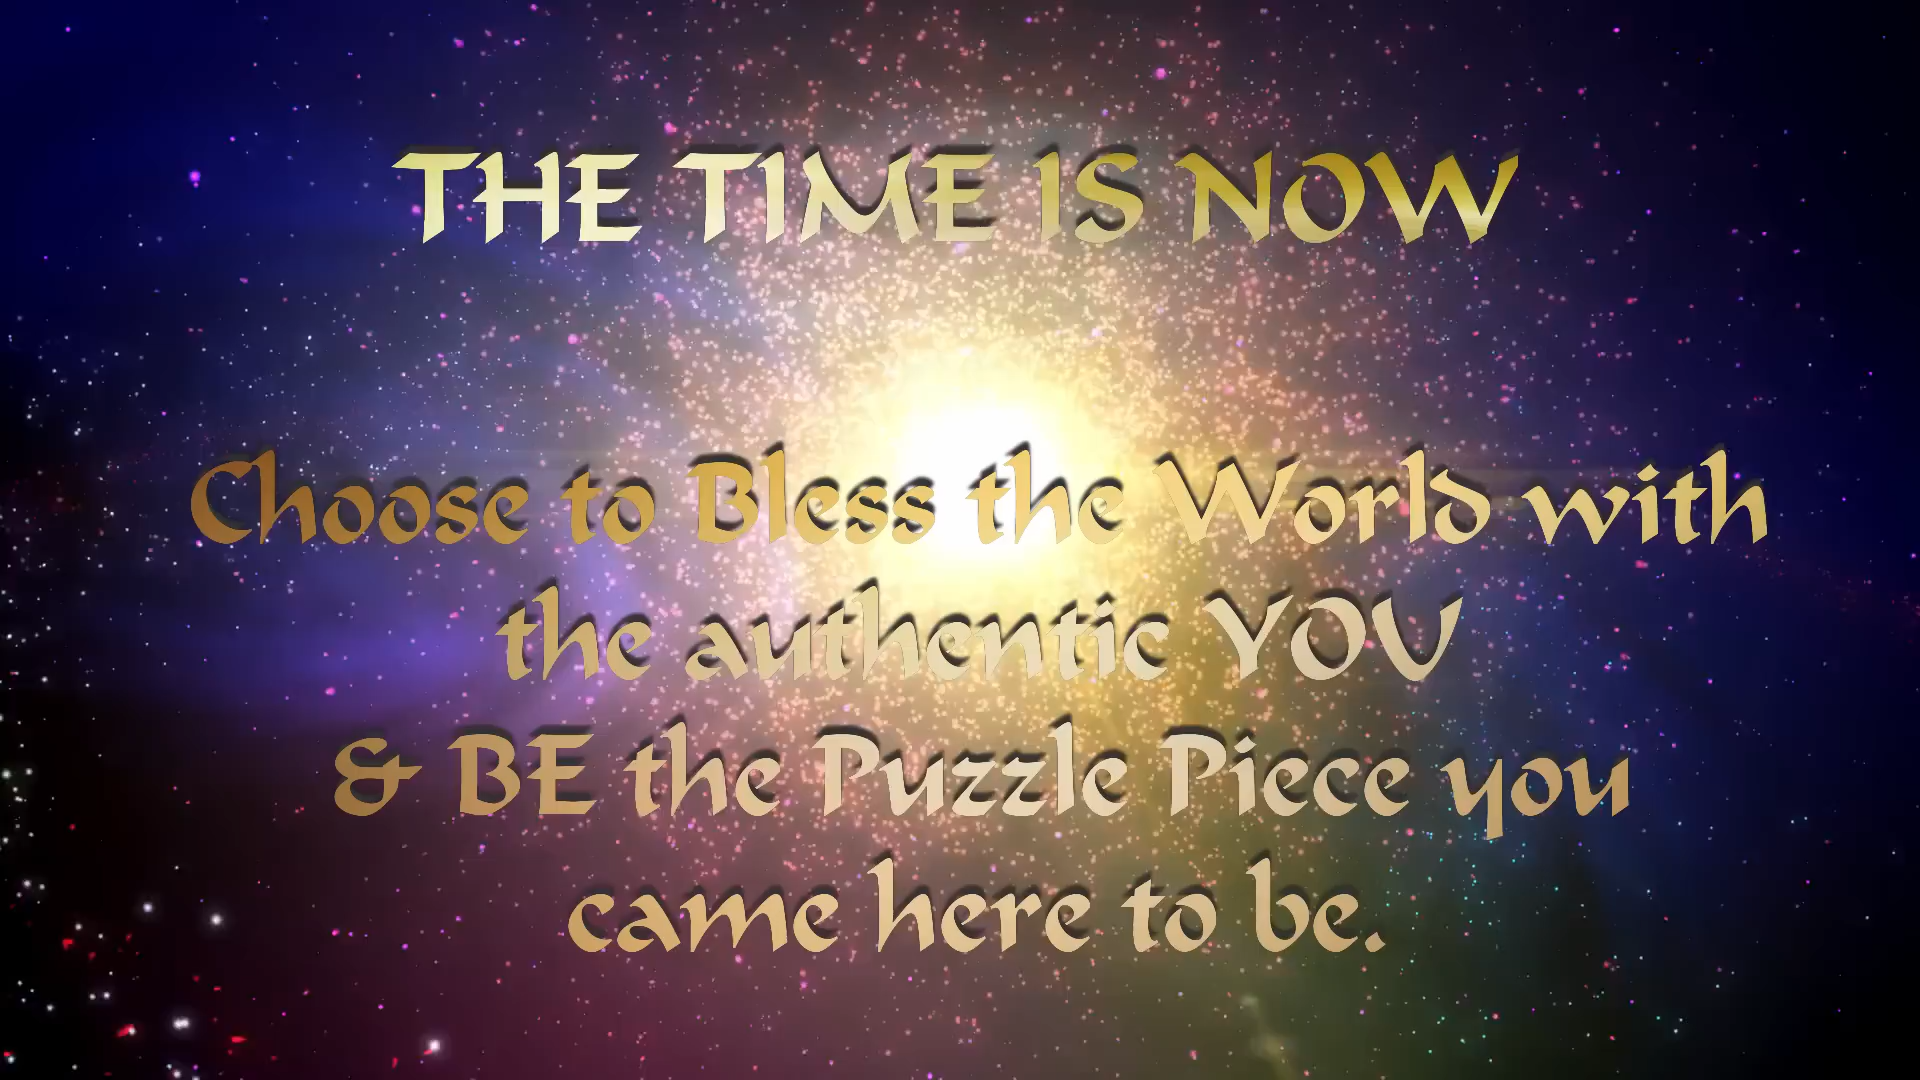 THE TIME IS NOW
Choose to Bless the World with
the authentic YOU
& BE the Puzzle Piece you
came here to be.